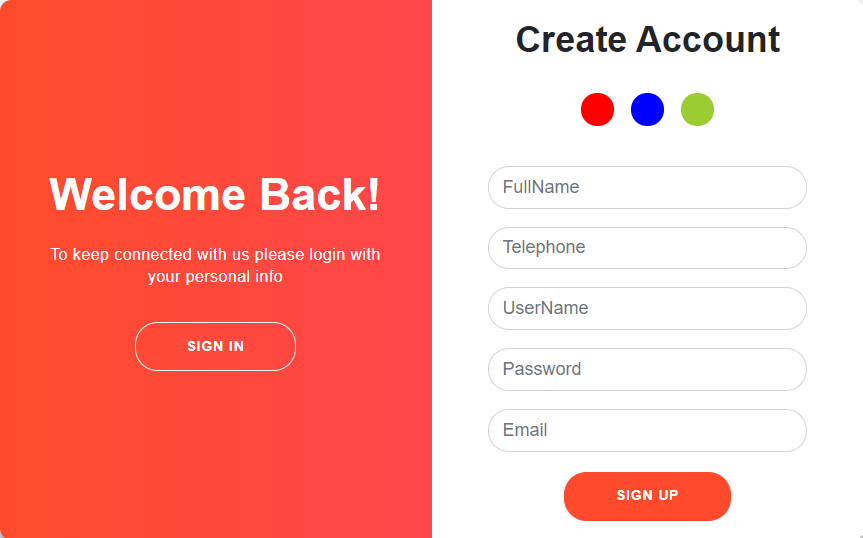 Welcome Back!
To keep connected with us please login with
your personal info
SIGN IN
Create Account
FullName
Telephone
UserName
Password
Email
SIGN UP